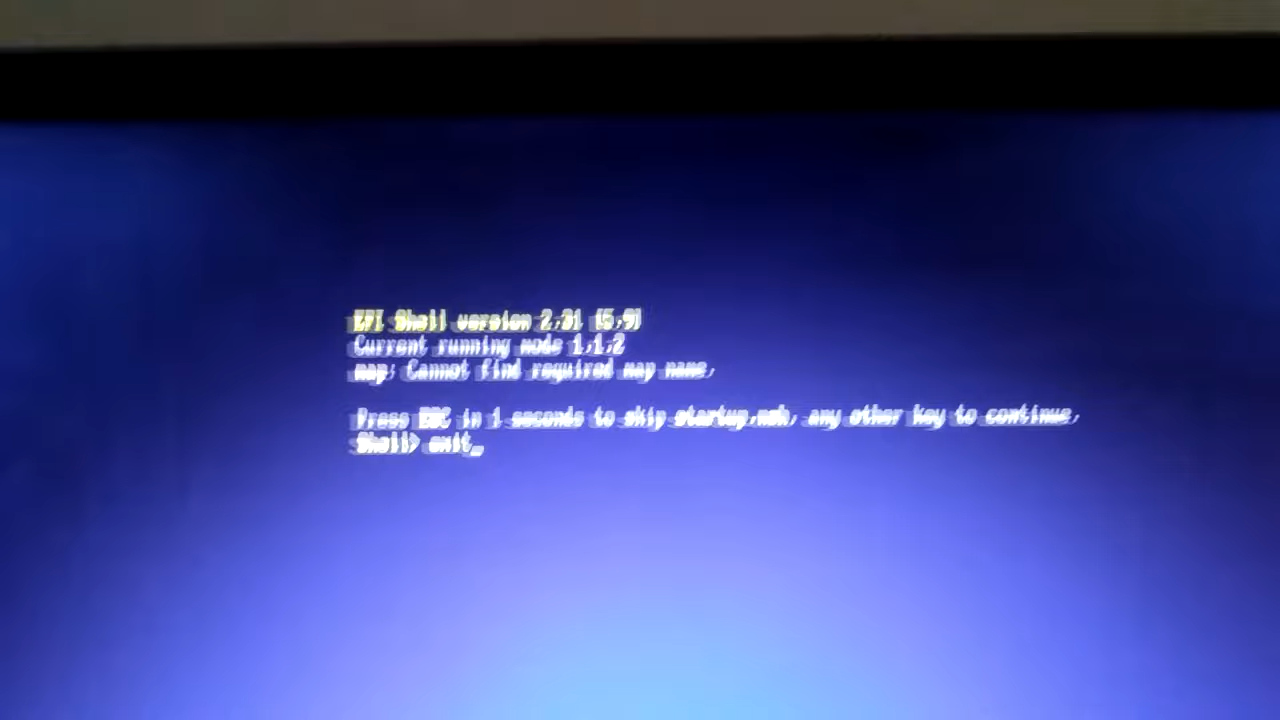 EFI Shell version 2.31 [5.9]
Current running mode 1.1.2
map: Cannot find required map name.
Press ESC in 1 seconds to skip startup.nsh, any other key to continue.
Shell> exit_